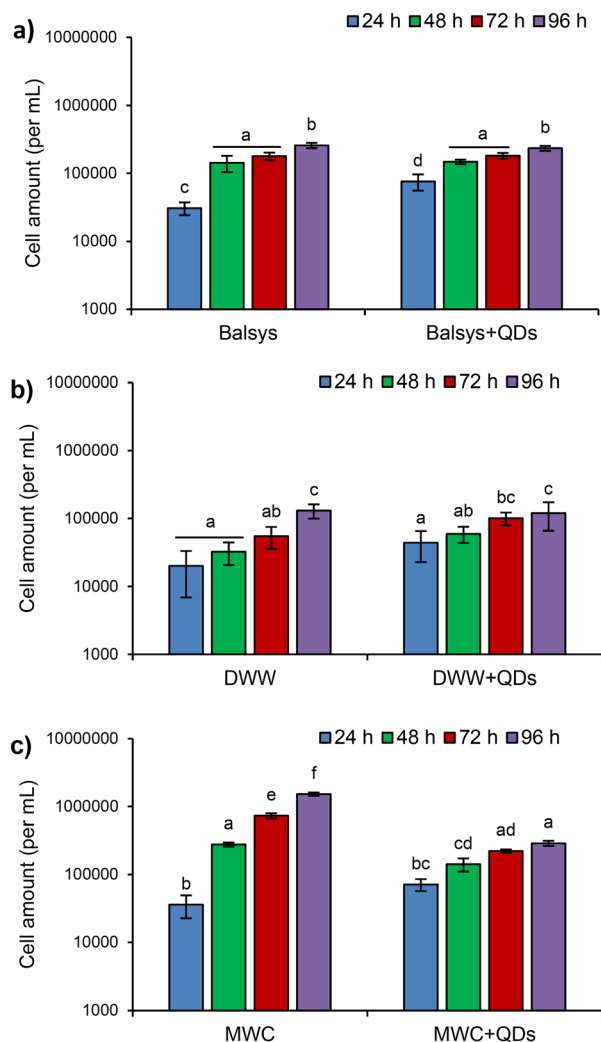 a)
24 h 48 h 72 h 96 h
Cell amount (per mL)
10000000
1000000
100000
10000
1000
c a b d a b
Balsys Balsys+QDs
b)
24 h 48 h 72 h 96 h
Cell amount (per mL)
10000000
1000000
100000
10000
1000
a ab c a ab bc c
DWW DWW+QDs
c)
24 h 48 h 72 h 96 h
Cell amount (per mL)
10000000
1000000
100000
10000
1000
b a e f bc cd ad a
MWC MWC+QDs